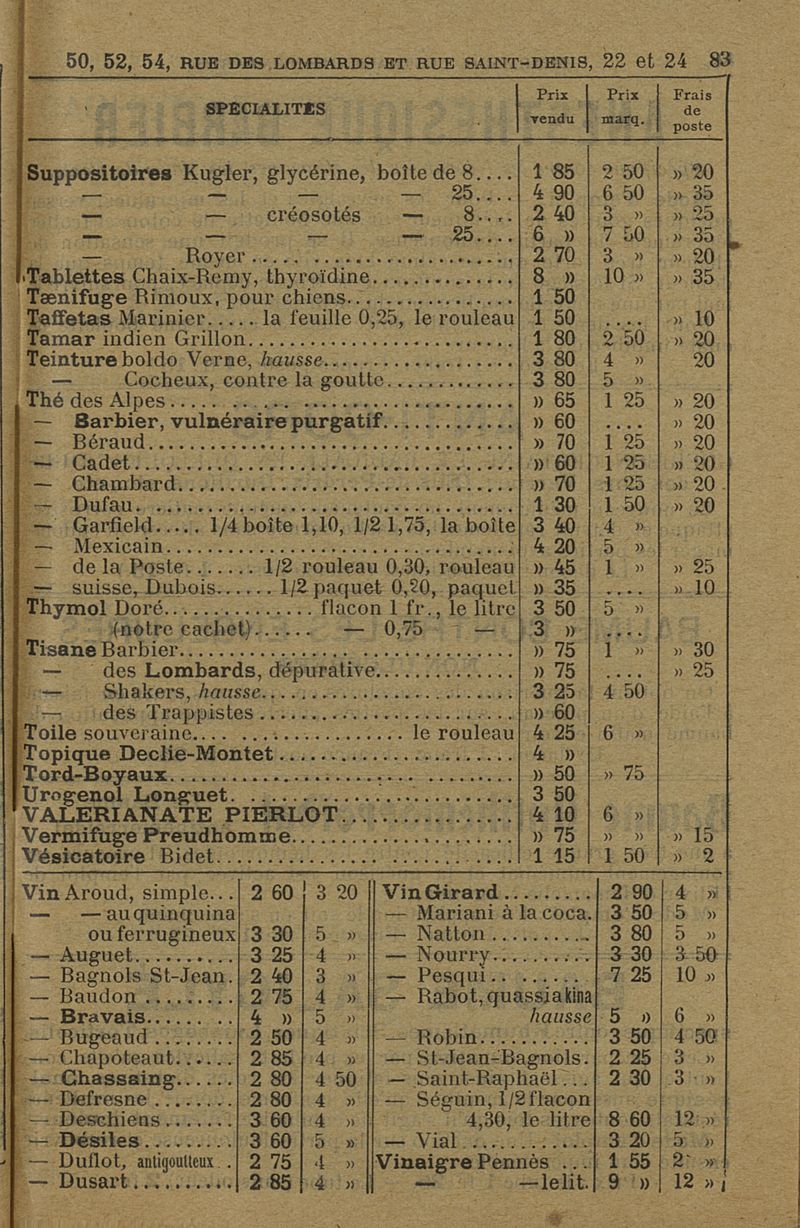 50, 52, 54, RUE DES LOMBARDS ET RUE SAINT-DENIS, 22 et 24 83
SPÉCIALITÉS Prix vendu Prix marq. Frais de poste
Suppositoires Kugler, glycérine, boîte de 8.... 1 85 2 50 » 20
— — — — 25.... 4 90 6 50 » 35
— — créosotés — 8.... 2 40 3 » » 25
— — — — 25.... 6 » 7 50 » 35
— Royer.... 2 70 3 » » 20
Tablettes Chaix-Remy, thyroïdine.... 8 » 10 » » 35
Tænifuge Rimoux, pour chiens.... 1 50
Taffetas Marinier..... la feuille 0,25, le rouleau 1 50 .... » 10
Tamar indien Grillon.... 1 80 2 50 » 20
Teinture boldo Verne, hausse.... 3 80 4 » 20
— Cocheux, contre la goutte.... 3 80 5 »
Thé des Alpes.... » 65 1 25 » 20
— Barbier, vulnéraire purgatif.... » 60 .... » 20
— Béraud.... » 70 1 25 » 20
— Cadet.... » 60 1 25 » 20
— Chambard.... » 70 1 25 » 20
— Dufau.... 1 30 1 50 » 20
— Garfield..... 1/4 boîte 1,10, 1/2 1,75, la boîte 3 40 4 »
— Mexicain.... 4 20 5 »
— de la Poste....... 1/2 rouleau 0,30, rouleau » 45 1 » » 25
— suisse, Dubois...... 1/2 paquet 0,20, paquet » 35 .... » 10
Thymol Doré.... flacon 1 fr., le litre 3 50 5 »
(notre cachet)...... — 0,75 — 3 » ....
Tisane Barbier.... » 75 1 » » 30
— des Lombards, dépurative.... » 75 .... » 25
— Shakers, hausse.... 3 25 4 50
— des Trappistes.... » 60
Toile souveraine.... le rouleau 4 25 6 »
Topique Declie-Montet.... 4 »
Tord-Boyaux.... » 50 » 75
Urogenol Longuet.... 3 50
VALERIANATE PIERLOT.... 4 10 6 »
Vermifuge Preudhomme.... » 75 » » » 15
Vésicatoire Bidet.... 1 15 1 50 » 2
Vin Aroud, simple... 2 60 3 20
— — au quinquina
ou ferrugineux 3 30 5 »
— Auguet.......... 3 25 4 »
— Bagnols St-Jean. 2 40 3 »
— Baudon ......... 2 75 4 »
— Bravais....... 4 » 5 »
— Bugeaud ........ 2 50 4 »
— Chapoteaut...... 2 85 4 »
— Chassaing...... 2 80 4 50
— Defresne ........ 2 80 4 »
— Deschiens ....... 3 60 4 »
— Désiles......... 3 60 5 »
— Duflot, antigoutteux.. 2 75 4 »
— Dusart.......... 2 85 4 »
Vin Girard ......... 2 90 4 »
— Mariani à la coca. 3 50 5 »
— Natton .......... 3 80 5 »
— Nourry.......... 3 30 3 50
— Pesqui.. ....... 7 25 10 »
— Rabot, quassia kina
hausse 5 » 6 »
— Robin........... 3 50 4 50
— St-Jean-Bagnols. 2 25 3 »
— Saint-Raphaël... 2 30 3 »
— Séguin, 1/2 flacon
4,30, le litre 8 60 12 »
— Vial ............ 3 20 5 »
Vinaigre Pennès ... 1 55 2 »
— — le lit. 9 » 12 »